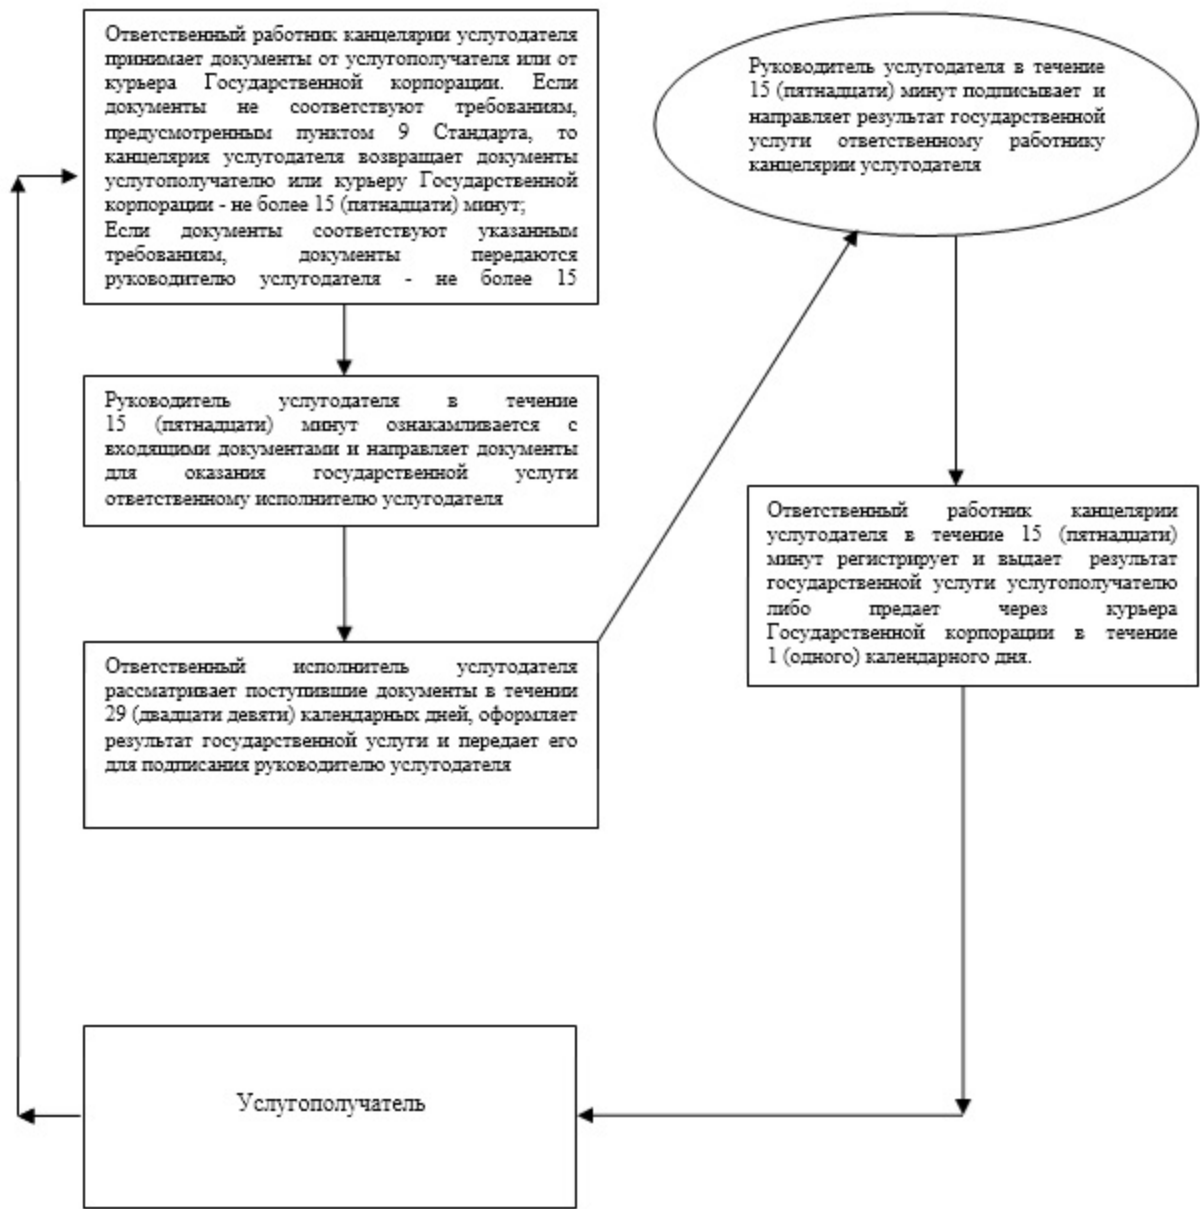 Ответственный работник канцелярии услугодателя
принимает документы от услугополучателя или от
курьера Государственной корпорации. Если
документы не соответствуют требованиям,
предусмотренным пунктом 9 Стандарта, то
канцелярия услугодателя возвращает документы
услугополучателю или курьеру Государственной
корпорации - не более 15 (пятнадцати) минут;
Если документы соответствуют указанным
требованиям, документы передаются
руководителю услугодателя - не более 15
Руководитель услугодателя в течение
15 (пятнадцати) минут ознакамливается с
входящими документами и направляет документы
для оказания государственной услуги
ответственному исполнителю услугодателя
Ответственный исполнитель услугодателя
рассматривает поступившие документы в течении
29 (двадцати девяти) календарных дней, оформляет
результат государственной услуги и передает его
для подписания руководителю услугодателя
Руководитель услугодателя в течение
15 (пятнадцати) минут подписывает и
направляет результат государственной
услуги ответственному работнику
канцелярии услугодателя
Ответственный работник канцелярии
услугодателя в течение 15 (пятнадцати)
минут регистрирует и выдает результат
государственной услуги услугополучателю
либо предает через курьера
Государственной корпорации в течение
1 (одного) календарного дня.
Услугополучатель